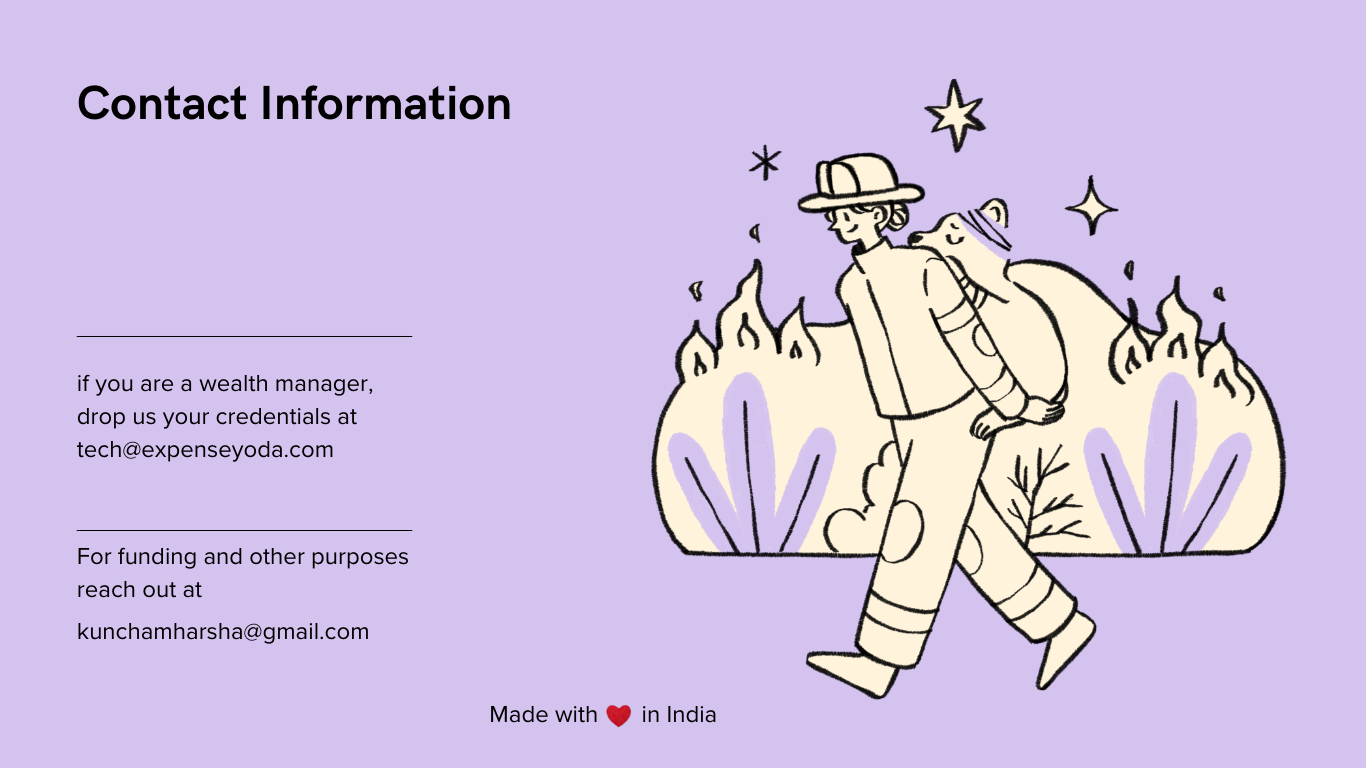 Contact Information
if you are a wealth manager,
drop us your credentials at
tech@expenseyoda.com
For funding and other purposes
reach out at
kunchamharsha@gmail.com
Made with ❤ in India